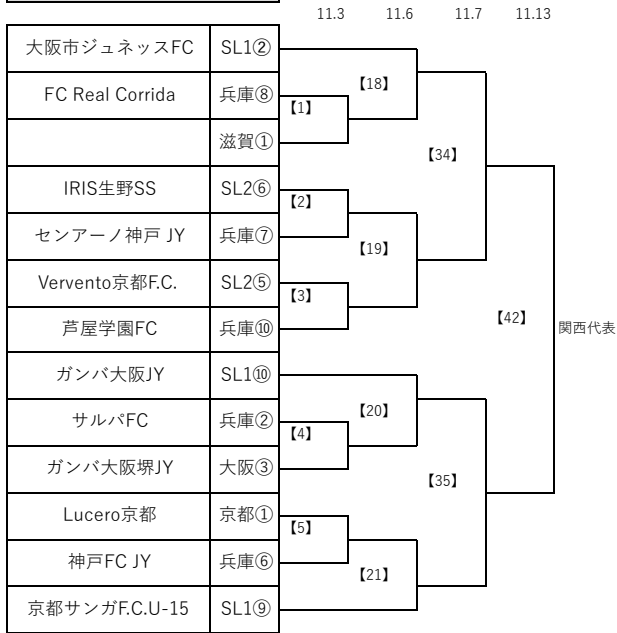 11.3 11.6 11.7 11.13
大阪市ジュネッスFC SL1②
【18】
FC Real Corrida 兵庫⑧
【1】
滋賀①
【34】
IRIS生野SS SL2⑥
【2】
センアーノ神戸 JY 兵庫⑦
【19】
Vervento京都F.C. SL2⑤
【3】
【42】
芦屋学園FC 兵庫⑩
関西代表
ガンバ大阪JY SL1⑩
【20】
サルパFC 兵庫②
【4】
ガンバ大阪堺JY 大阪③
【35】
Lucero京都 京都①
【5】
神戸FC JY 兵庫⑥
【21】
京都サンガF.C.U-15 SL1⑨